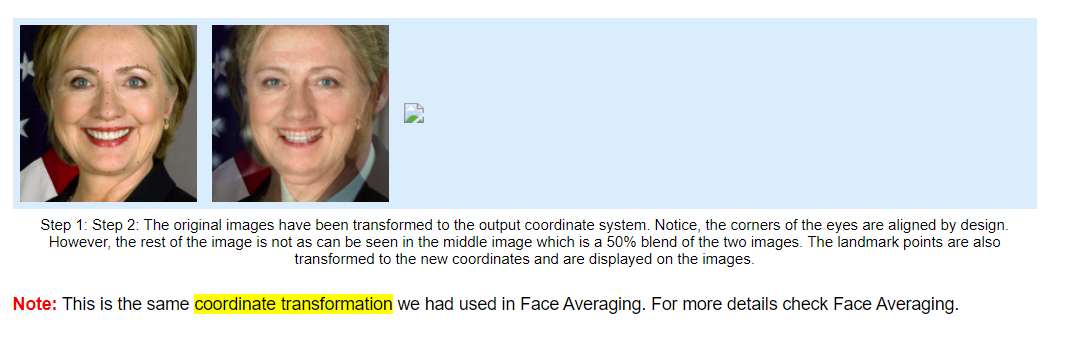 Step 1: Step 2: The original images have been transformed to the output coordinate system. Notice, the corners of the eyes are aligned by design.
However, the rest of the image is not as can be seen in the middle image which is a 50% blend of the two images. The landmark points are also
transformed to the new coordinates and are displayed on the images.
Note: This is the same coordinate transformation we had used in Face Averaging. For more details check Face Averaging.